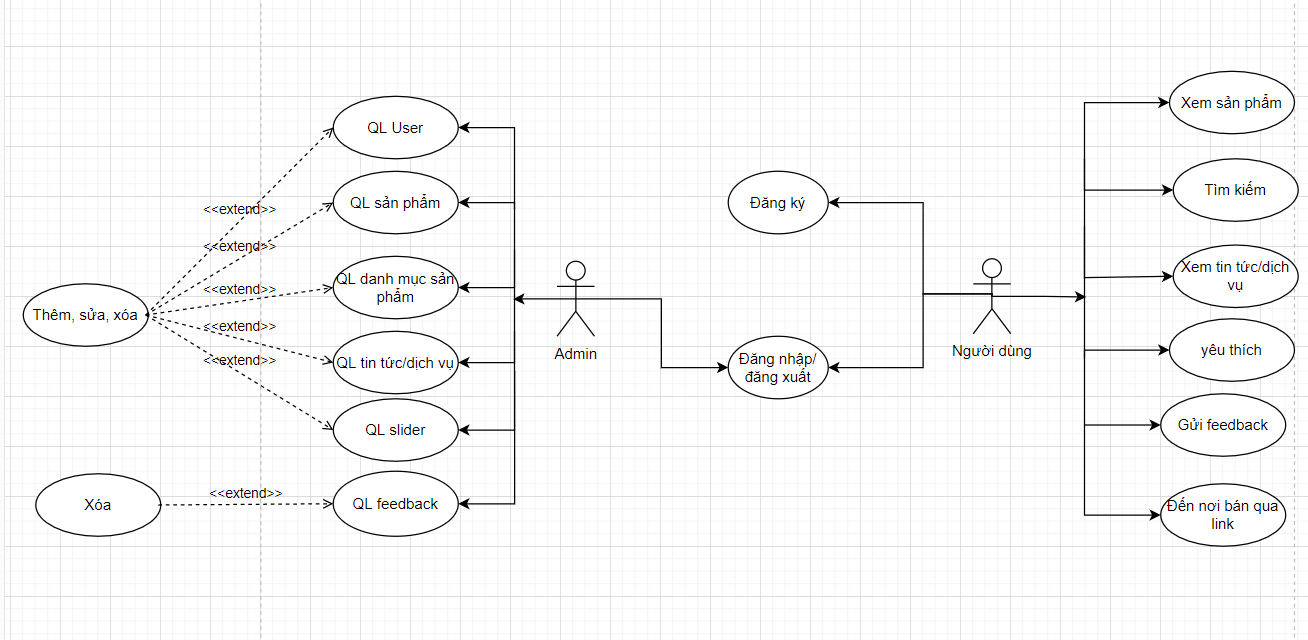 Thêm, sửa, xóa
Xóa
<<extend>>
<<extend>>
<<extend>>
<<extend>>
<<extend>>
<<extend>>
QL User
QL sản phẩm
QL danh mục sản
phẩm
QL tin tức/dịch vụ
QL slider
QL feedback
Admin
Đăng ký
Đăng nhập/
đăng xuất
Người dùng
Xem sản phẩm
Tìm kiếm
Xem tin tức/dịch
vụ
yêu thích
Gửi feedback
Đến nơi bán qua
link